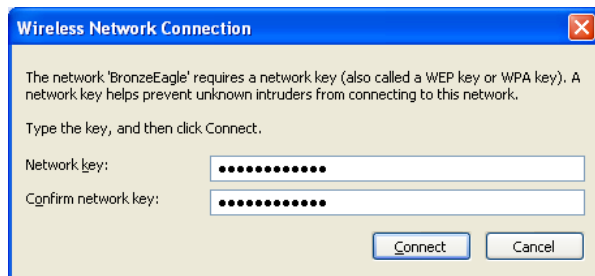 Wireless Network Connection
The network 'BronzeEagle' requires a network key (also called a WEP key or WPA key). A
network key helps prevent unknown intruders from connecting to this network.
Type the key, and then click Connect.
Network key: ••••••••••••
Confirm network key: ••••••••••••
Connect Cancel